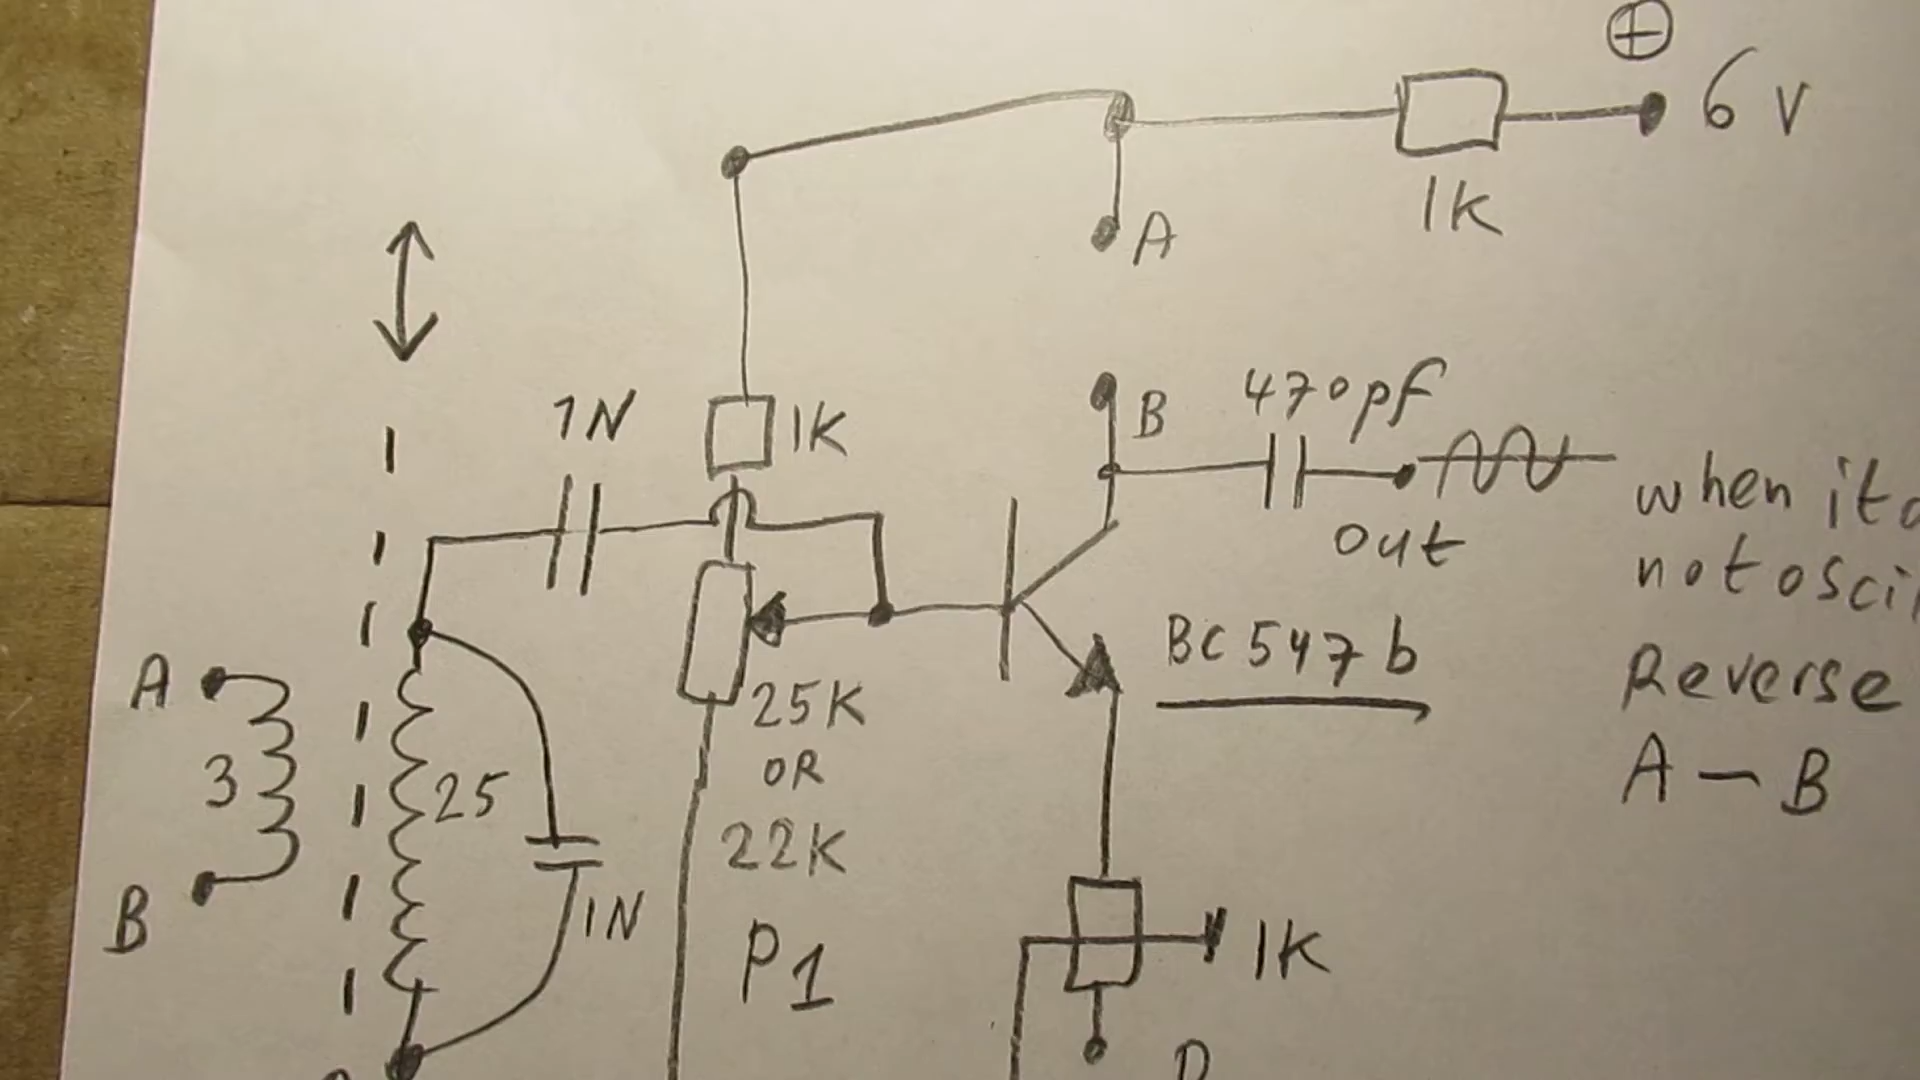 6 V
A
1K
1N
1K
B
470pf
out
when it
not osci
Reverse
A – B
BC547b
A
3
B
25
25K
OR
22K
P1
1N
1K